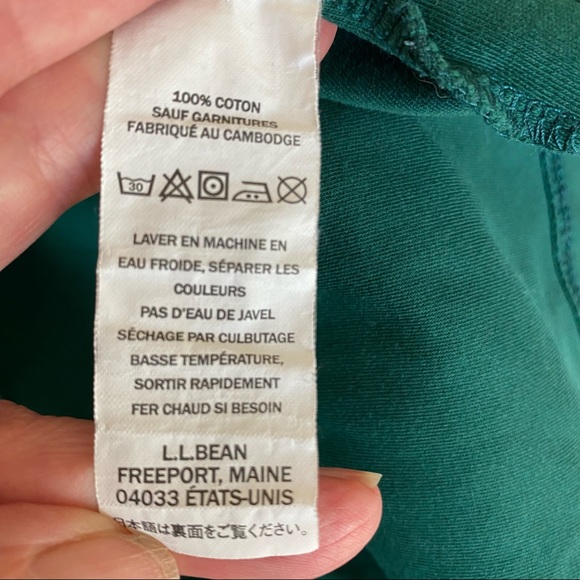 100% COTON
SAUF GARNITURES
FABRIQUÉ AU CAMBODGE
30
LAVER EN MACHINE EN
EAU FROIDE, SÉPARER LES
COULEURS
PAS D'EAU DE JAVEL
SÉCHAGE PAR CULBUTAGE
BASSE TEMPÉRATURE,
SORTIR RAPIDEMENT
FER CHAUD SI BESOIN
L.L.BEAN
FREEPORT, MAINE
04033 ÉTATS-UNIS
日本語は裏面をご覧ください。